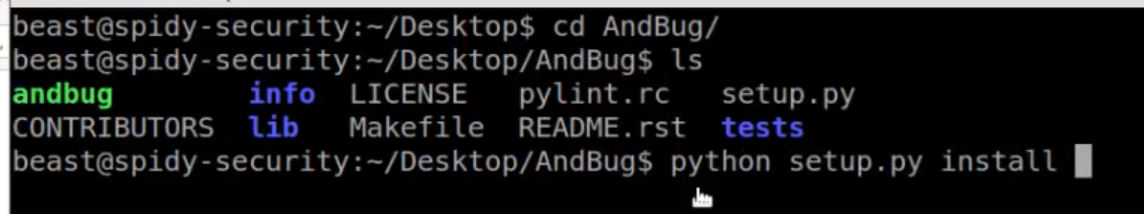 beast@spidy-security:~/Desktop$ cd AndBug/
beast@spidy-security:~/Desktop/AndBug$ ls
andbug        info  LICENSE   pylint.rc   setup.py
CONTRIBUTORS  lib   Makefile  README.rst  tests
beast@spidy-security:~/Desktop/AndBug$ python setup.py install